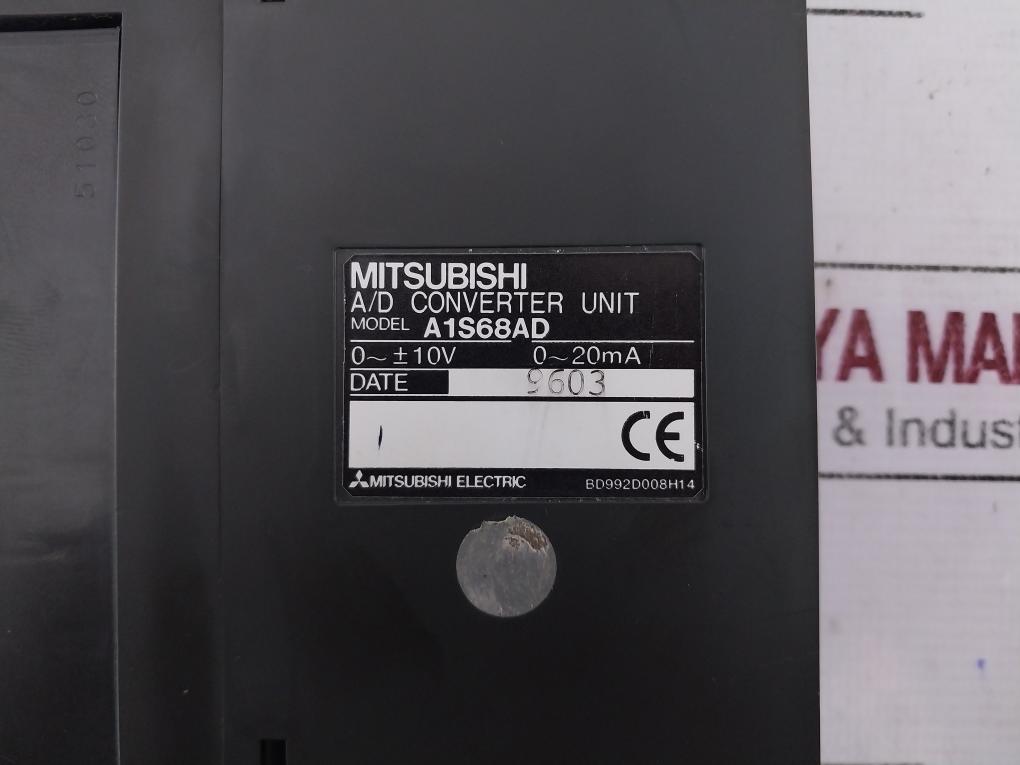 51030
MITSUBISHI
A/D CONVERTER UNIT
MODEL A1S68AD
0~±10V 0~20mA
DATE 9603
CE
MITSUBISHI ELECTRIC BD992D008H14
YA MA
& Indust